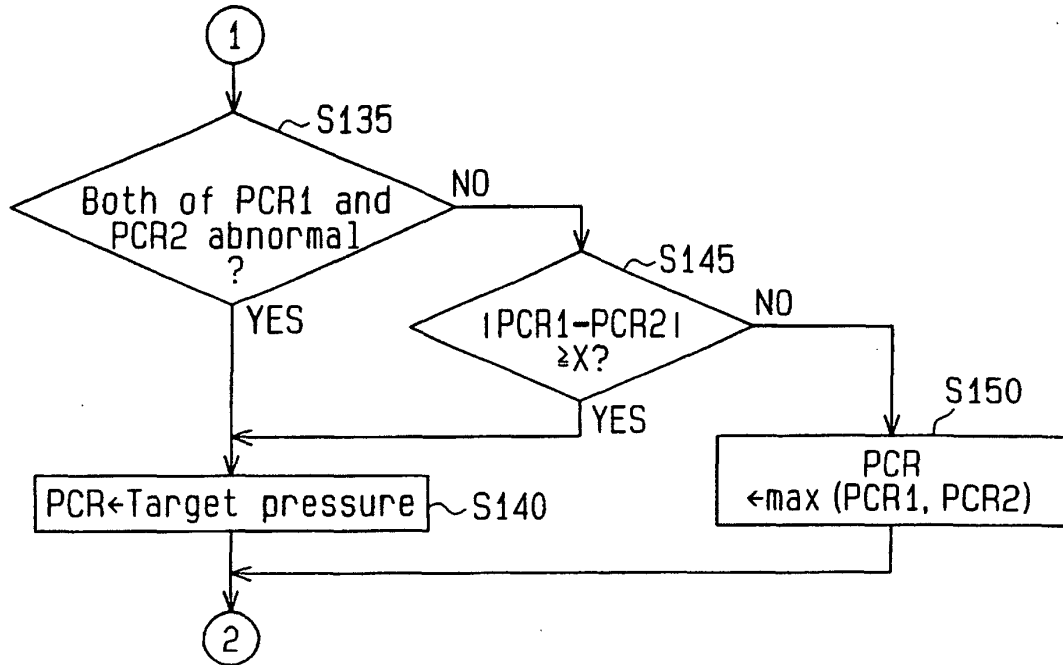 1
S135
Both of PCR1 and
PCR2 abnormal
?
NO
YES
S145
|PCR1-PCR2|
≧X?
NO
YES
S150
PCR
←max (PCR1, PCR2)
PCR←Target pressure
S140
2